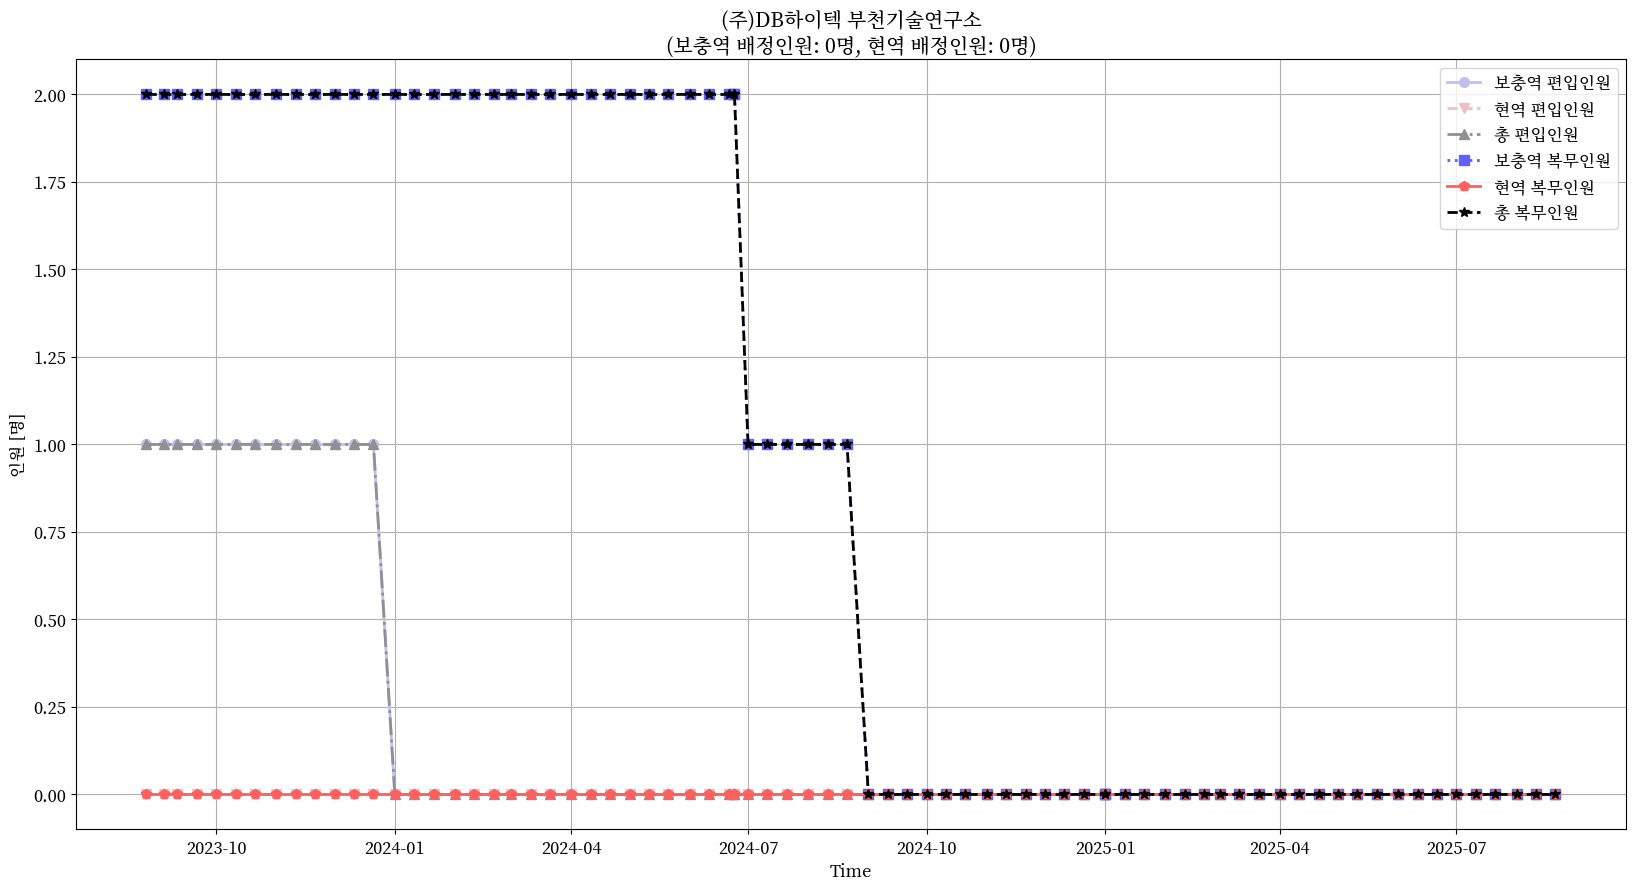 (주)DB하이텍 부천기술연구소
(보충역 배정인원: 0명, 현역 배정인원: 0명)
보충역 편입인원
현역 편입인원
총 편입인원
보충역 복무인원
현역 복무인원
총 복무인원
인원 [명]
2.00
1.75
1.50
1.25
1.00
0.75
0.50
0.25
0.00
2023-10
2024-01
2024-04
2024-07
2024-10
2025-01
2025-04
2025-07
Time